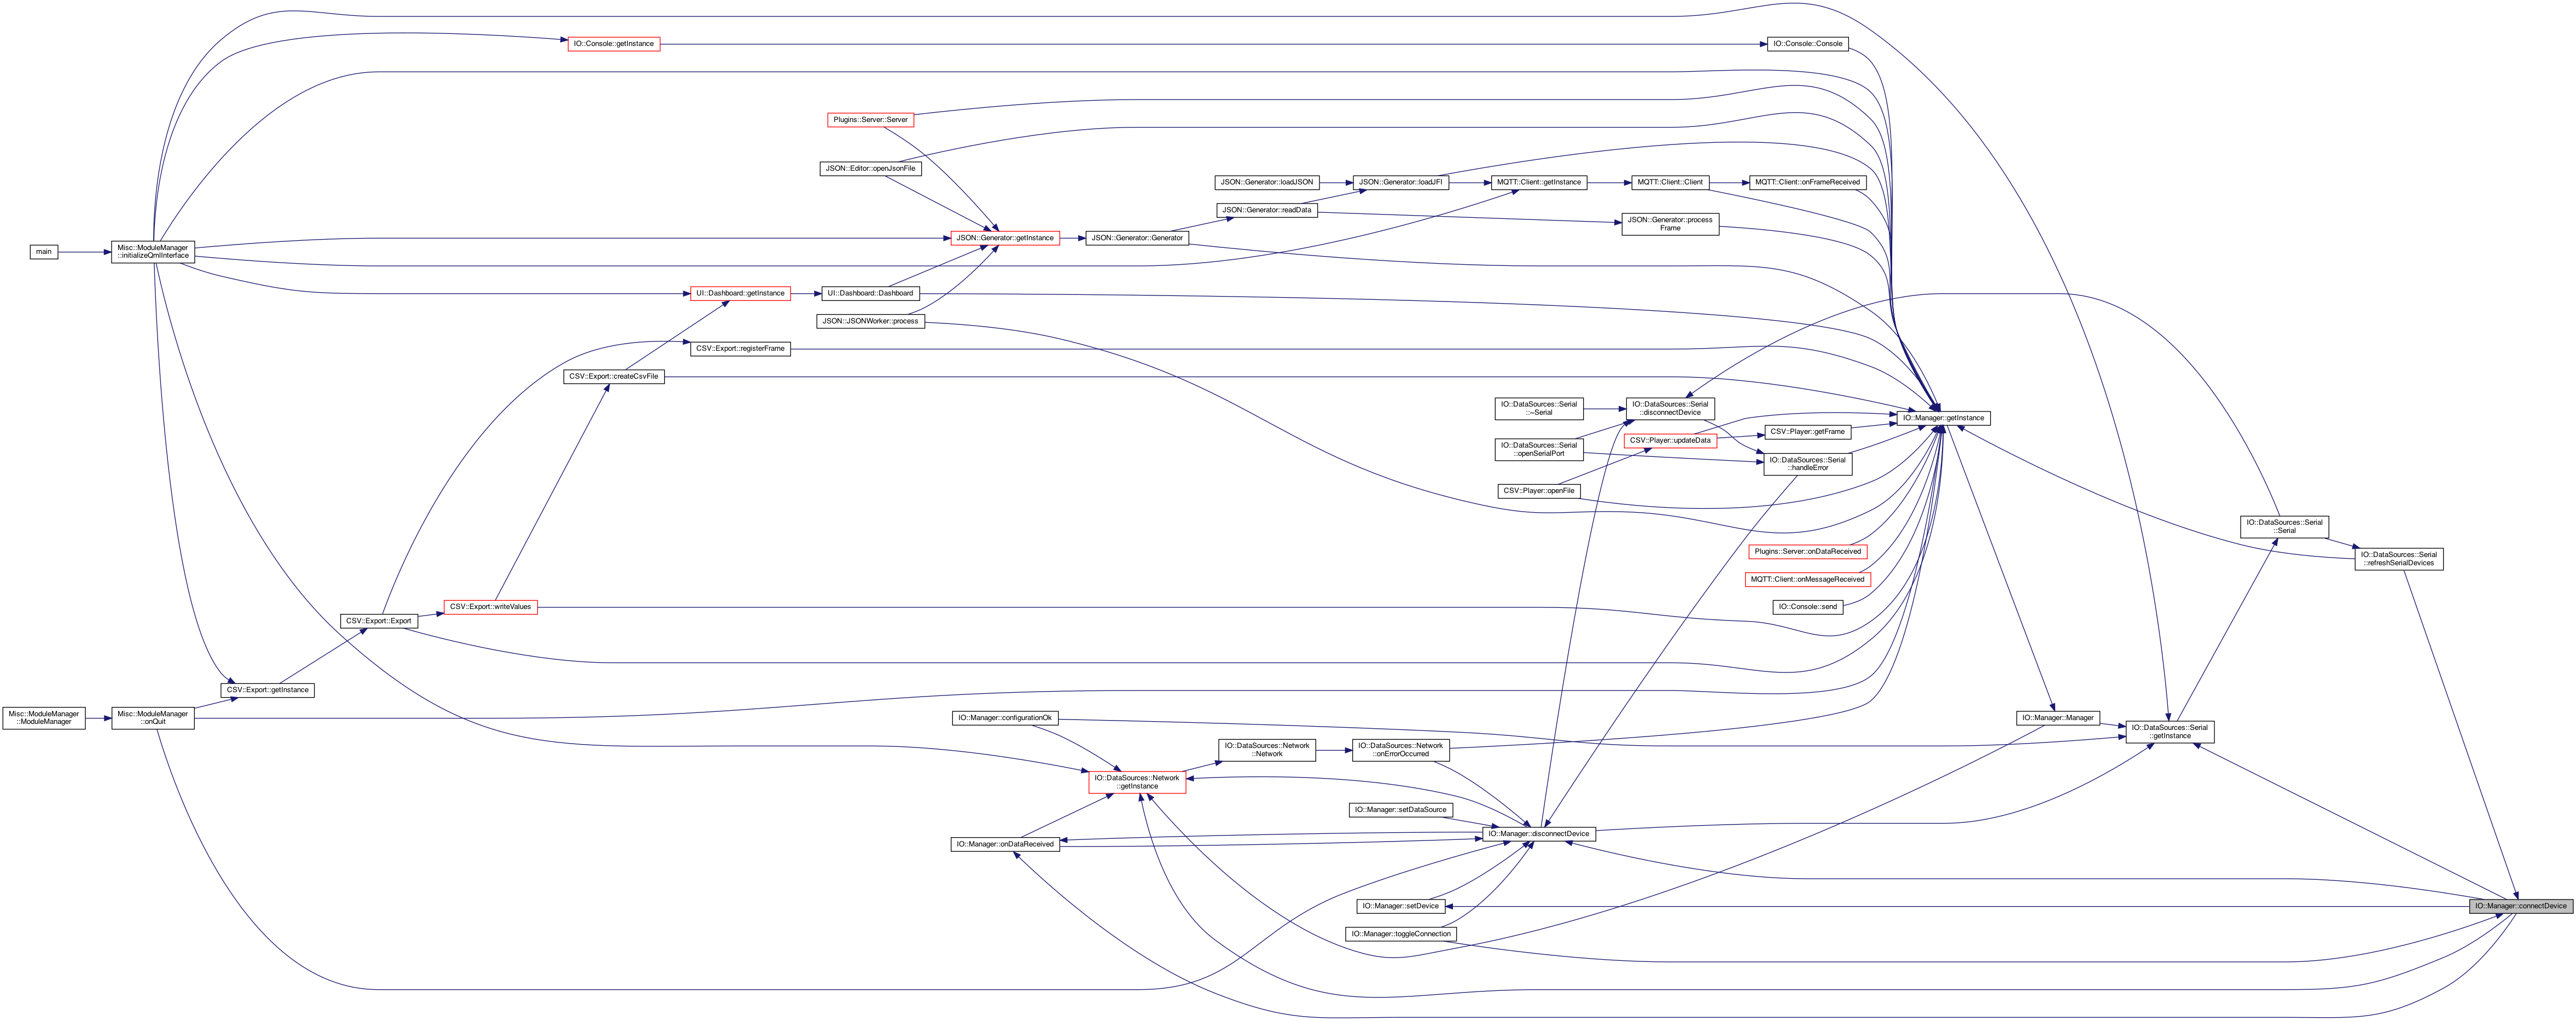 IO::Console::getInstance
IO::Console::Console
Plugins::Server::Server
JSON::Editor::openJsonFile
JSON::Generator::loadJSON
JSON::Generator::loadJFI
MQTT::Client::getInstance
MQTT::Client::Client
MQTT::Client::onFrameReceived
JSON::Generator::readData
JSON::Generator::process
Frame
main
Misc::ModuleManager
::initializeQmlInterface
JSON::Generator::getInstance
JSON::Generator::Generator
UI::Dashboard::getInstance
UI::Dashboard::Dashboard
JSON::JSONWorker::process
CSV::Export::registerFrame
CSV::Export::createCsvFile
IO::DataSources::Serial
::~Serial
IO::DataSources::Serial
::disconnectDevice
IO::Manager::getInstance
CSV::Player::updateData
CSV::Player::getFrame
IO::DataSources::Serial
::openSerialPort
IO::DataSources::Serial
::handleError
CSV::Player::openFile
IO::DataSources::Serial
::Serial
Plugins::Server::onDataReceived
IO::DataSources::Serial
::refreshSerialDevices
MQTT::Client::onMessageReceived
CSV::Export::writeValues
IO::Console::send
CSV::Export::Export
CSV::Export::getInstance
Misc::ModuleManager
::ModuleManager
Misc::ModuleManager
::onQuit
IO::Manager::configurationOk
IO::Manager::Manager
IO::DataSources::Serial
::getInstance
IO::DataSources::Network
::Network
IO::DataSources::Network
::onErrorOccurred
IO::DataSources::Network
::getInstance
IO::Manager::setDataSource
IO::Manager::disconnectDevice
IO::Manager::onDataReceived
IO::Manager::setDevice
IO::Manager::connectDevice
IO::Manager::toggleConnection